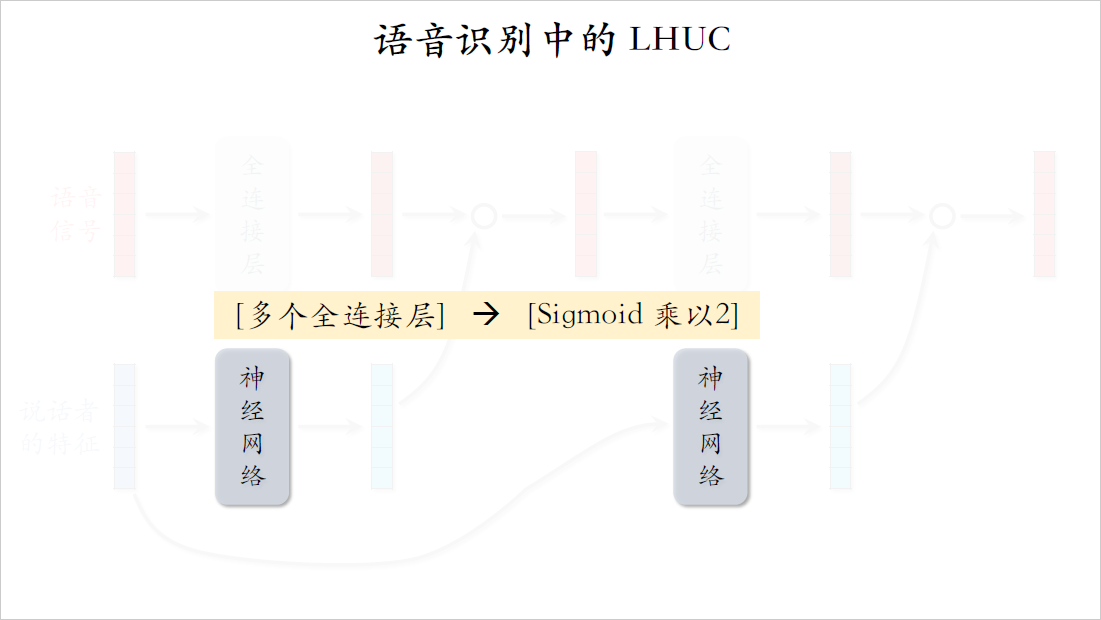 语音识别中的 LHUC
语音
信号
全
连
接
层
全
连
接
层
[多个全连接层] → [Sigmoid 乘以2]
说话者
的特征
神
经
网
络
神
经
网
络